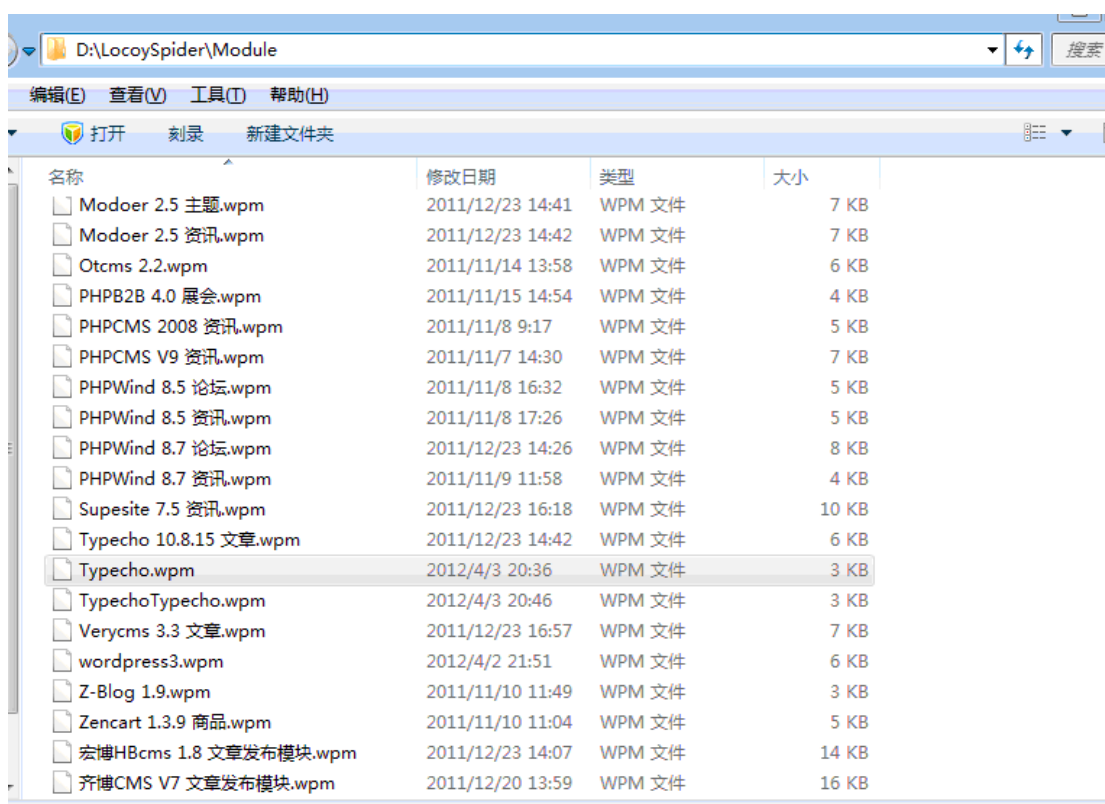 D:\LocoySpider\Module 搜索
编辑(E) 查看(V) 工具(T) 帮助(H)
打开 刻录 新建文件夹
名称 修改日期 类型 大小
Modoer 2.5 主题.wpm 2011/12/23 14:41 WPM 文件 7 KB
Modoer 2.5 资讯.wpm 2011/12/23 14:42 WPM 文件 7 KB
Otcms 2.2.wpm 2011/11/14 13:58 WPM 文件 6 KB
PHPB2B 4.0 展会.wpm 2011/11/15 14:54 WPM 文件 4 KB
PHPCMS 2008 资讯.wpm 2011/11/8 9:17 WPM 文件 5 KB
PHPCMS V9 资讯.wpm 2011/11/7 14:30 WPM 文件 7 KB
PHPWind 8.5 论坛.wpm 2011/11/8 16:32 WPM 文件 5 KB
PHPWind 8.5 资讯.wpm 2011/11/8 17:26 WPM 文件 5 KB
PHPWind 8.7 论坛.wpm 2011/12/23 14:26 WPM 文件 8 KB
PHPWind 8.7 资讯.wpm 2011/11/9 11:58 WPM 文件 4 KB
Supesite 7.5 资讯.wpm 2011/12/23 16:18 WPM 文件 10 KB
Typecho 10.8.15 文章.wpm 2011/12/23 14:42 WPM 文件 6 KB
Typecho.wpm 2012/4/3 20:36 WPM 文件 3 KB
TypechoTypecho.wpm 2012/4/3 20:46 WPM 文件 3 KB
Verycms 3.3 文章.wpm 2011/12/23 16:57 WPM 文件 7 KB
wordpress3.wpm 2012/4/2 21:51 WPM 文件 6 KB
Z-Blog 1.9.wpm 2011/11/10 11:49 WPM 文件 3 KB
Zencart 1.3.9 商品.wpm 2011/11/10 11:04 WPM 文件 5 KB
宏博HBcms 1.8 文章发布模块.wpm 2011/12/23 14:07 WPM 文件 14 KB
齐博CMS V7 文章发布模块.wpm 2011/12/20 13:59 WPM 文件 16 KB